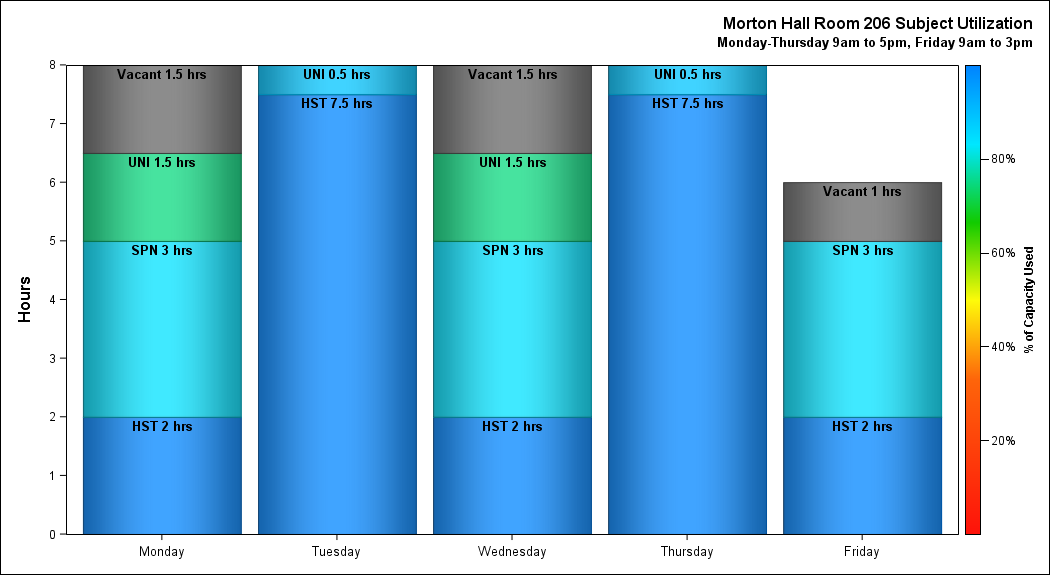 Morton Hall Room 206 Subject Utilization
Monday-Thursday 9am to 5pm, Friday 9am to 3pm
Hours
8
7
6
5
4
3
2
1
0
Vacant 1.5 hrs
UNI 1.5 hrs
SPN 3 hrs
HST 2 hrs
UNI 0.5 hrs
HST 7.5 hrs
Vacant 1.5 hrs
UNI 1.5 hrs
SPN 3 hrs
HST 2 hrs
UNI 0.5 hrs
HST 7.5 hrs
Vacant 1 hrs
SPN 3 hrs
HST 2 hrs
Monday
Tuesday
Wednesday
Thursday
Friday
80%
60%
40%
20%
% of Capacity Used